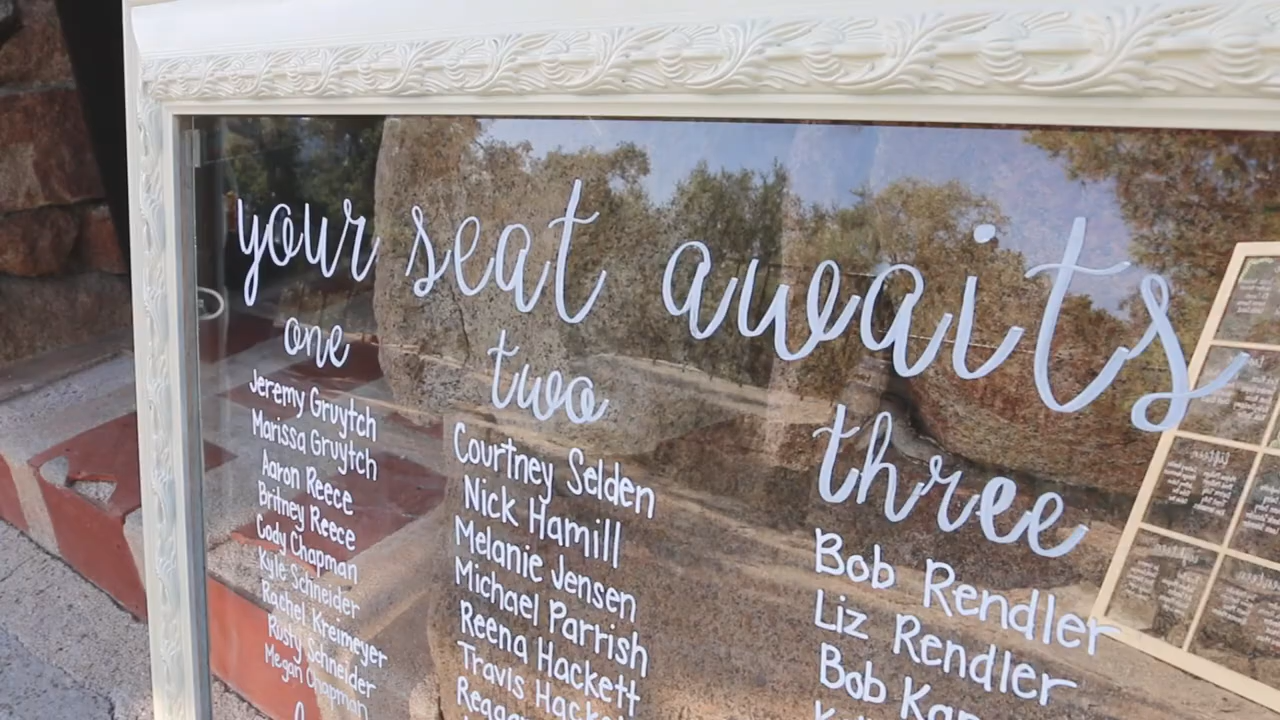 your seat awaits
one
Jeremy Gruytch
Marissa Gruytch
Aaron Reece
Britney Reece
Cody Chapman
Kyle Schneider
Rachel Kreimeyer
Rusty Schneider
Megan Chapman
two
Courtney Selden
Nick Hamill
Melanie Jensen
Michael Parrish
Reena Hackett
Travis Hackett
three
Bob Rendler
Liz Rendler
Bob